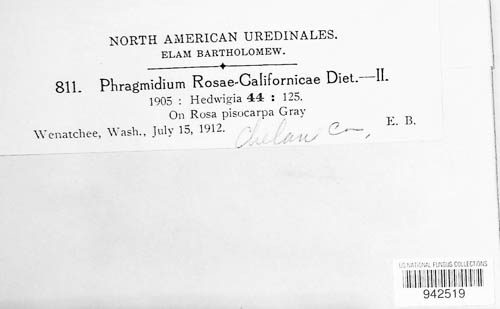 NORTH AMERICAN UREDINALES.
ELAM BARTHOLOMEW.
811. Phragmidium Rosae-Californicae Diet.—II.
1905 : Hedwigia 44 : 125.
On Rosa pisocarpa Gray
Wenatchee, Wash., July 15, 1912. Chelan Co, E. B.
US NATIONAL FUNGUS COLLECTIONS
942519